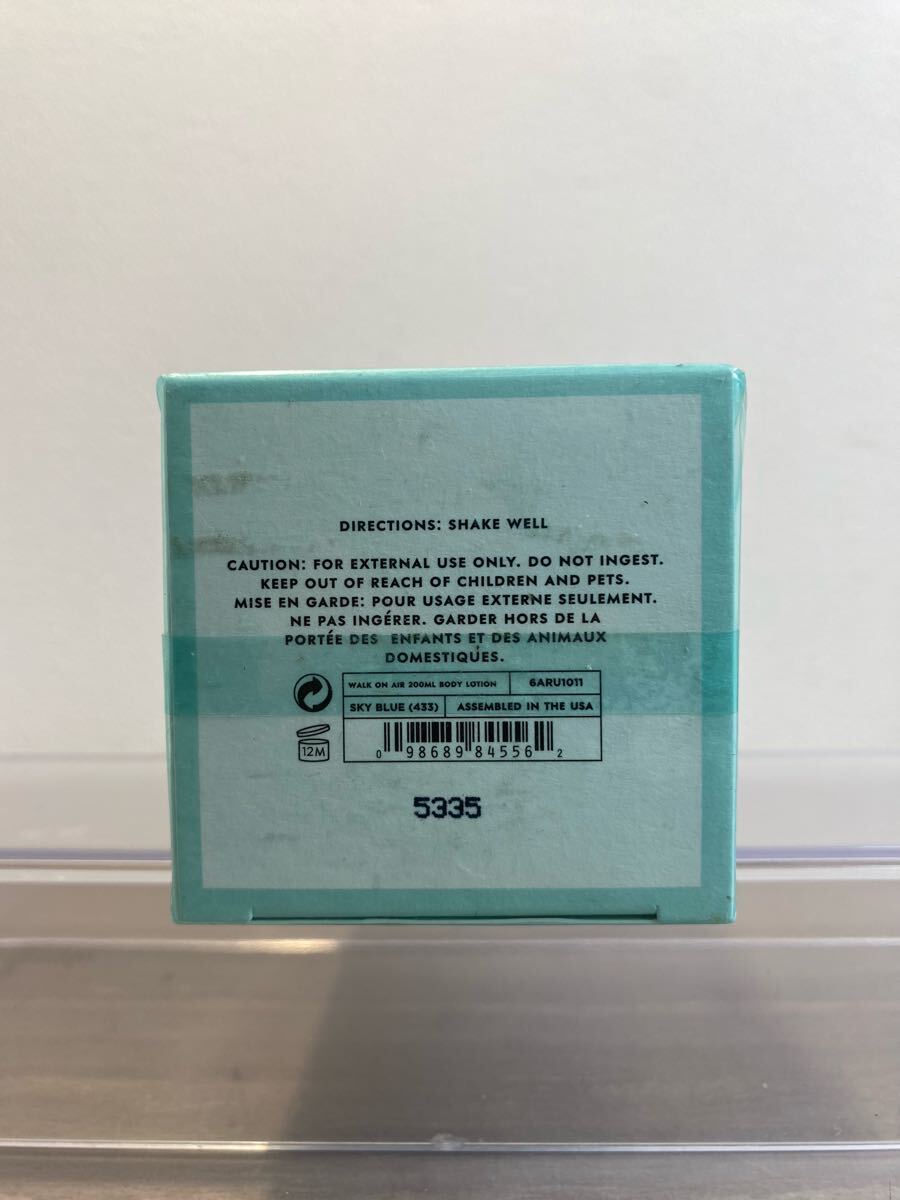 DIRECTIONS: SHAKE WELL
CAUTION: FOR EXTERNAL USE ONLY. DO NOT INGEST.
KEEP OUT OF REACH OF CHILDREN AND PETS.
MISE EN GARDE: POUR USAGE EXTERNE SEULEMENT.
NE PAS INGÉRER. GARDER HORS DE LA
PORTÉE DES ENFANTS ET DES ANIMAUX
DOMESTIQUES.
WALK ON AIR 200ML BODY LOTION 6ARU1011
SKY BLUE (433) ASSEMBLED IN THE USA
12M
0 98689 84556 2
5335